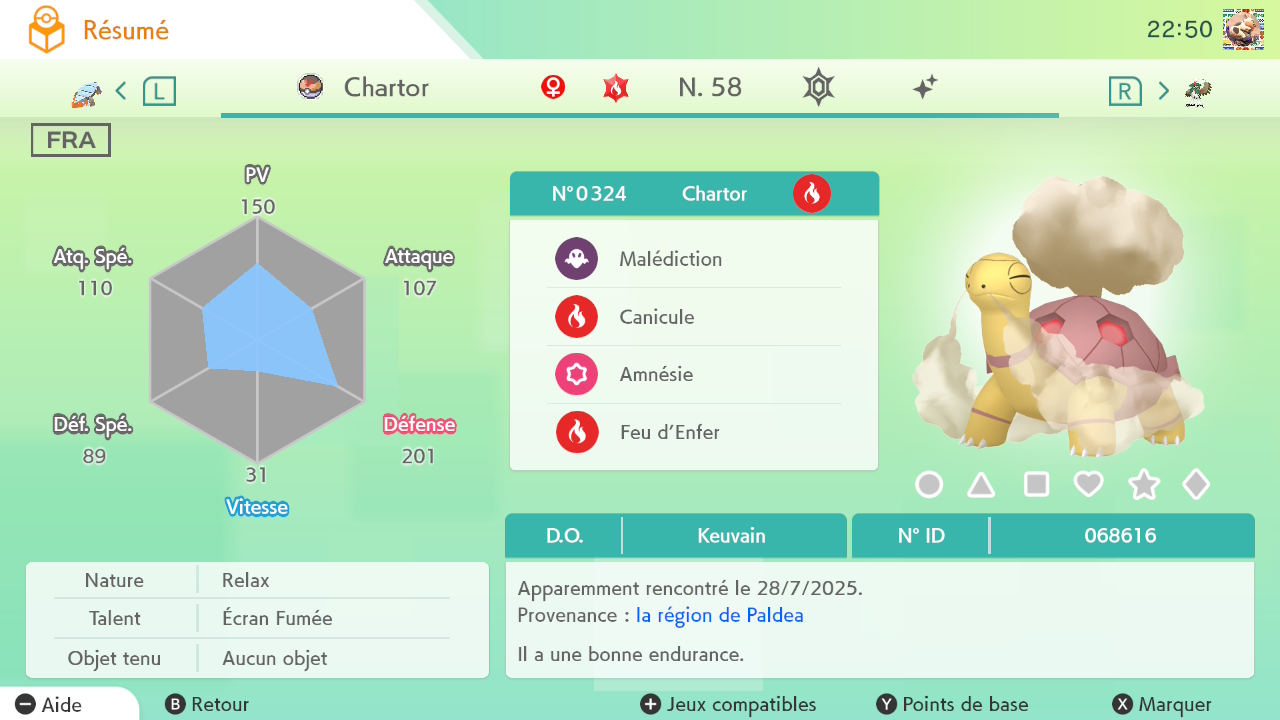 Résumé
22:50
L
Chartor
N. 58
R
FRA
PV
150
Atq. Spé.
110
Attaque
107
Déf. Spé.
89
Défense
201
31
Vitesse
N°0324 Chartor
Malédiction
Canicule
Amnésie
Feu d’Enfer
D.O. Keuvain
N° ID 068616
Nature Relax
Talent Écran Fumée
Objet tenu Aucun objet
Apparemment rencontré le 28/7/2025.
Provenance : la région de Paldea
Il a une bonne endurance.
Aide
B Retour
Jeux compatibles
Y Points de base
X Marquer